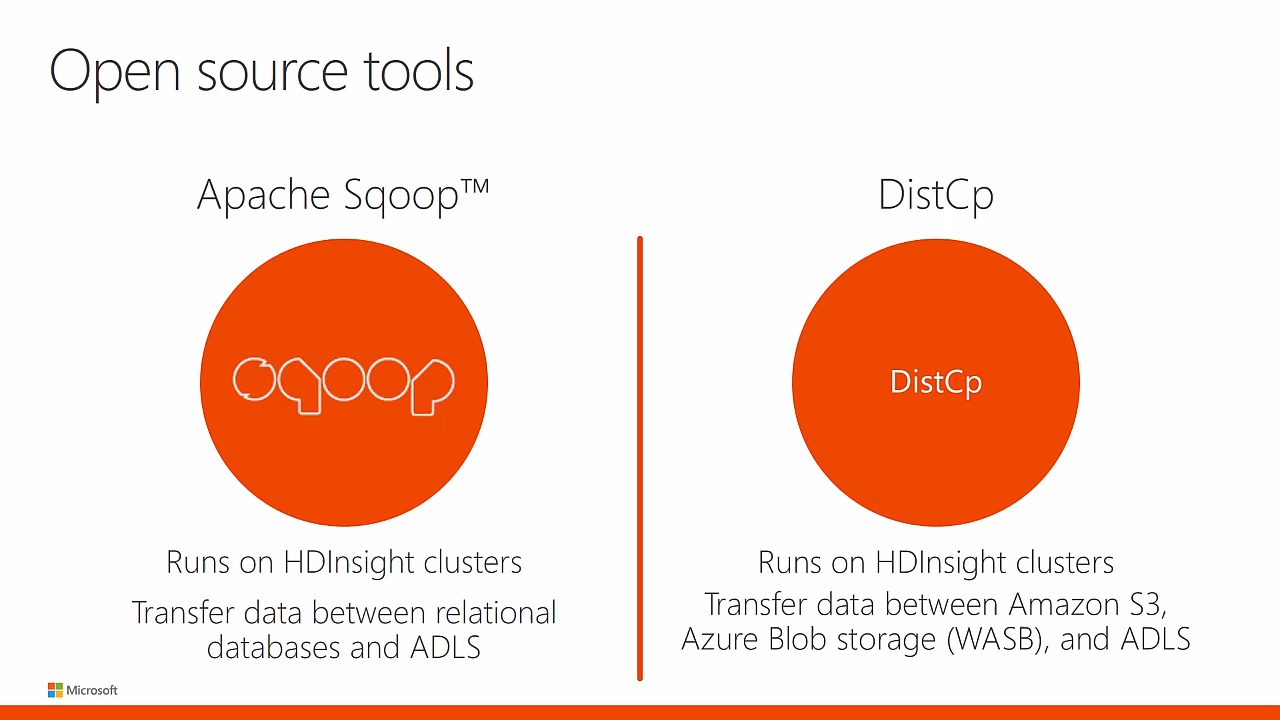 Open source tools
Apache Sqoop™
sqoop
Runs on HDInsight clusters
Transfer data between relational
databases and ADLS
DistCp
DistCp
Runs on HDInsight clusters
Transfer data between Amazon S3,
Azure Blob storage (WASB), and ADLS
Microsoft